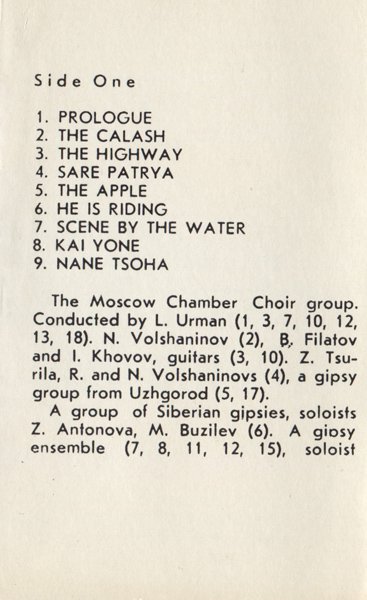 Side One
1. PROLOGUE
2. THE CALASH
3. THE HIGHWAY
4. SARE PATRYA
5. THE APPLE
6. HE IS RIDING
7. SCENE BY THE WATER
8. KAI YONE
9. NANE TSOHA
The Moscow Chamber Choir group.
Conducted by L. Urman (1, 3, 7, 10, 12,
13, 18). N. Volshaninov (2), B. Filatov
and I. Khovov, guitars (3, 10). Z. Tsu-
rila, R. and N. Volshaninovs (4), a gipsy
group from Uzhgorod (5, 17).
A group of Siberian gipsies, soloists
Z. Antonova, M. Buzilev (6). A gipsy
ensemble (7, 8, 11, 12, 15), soloist